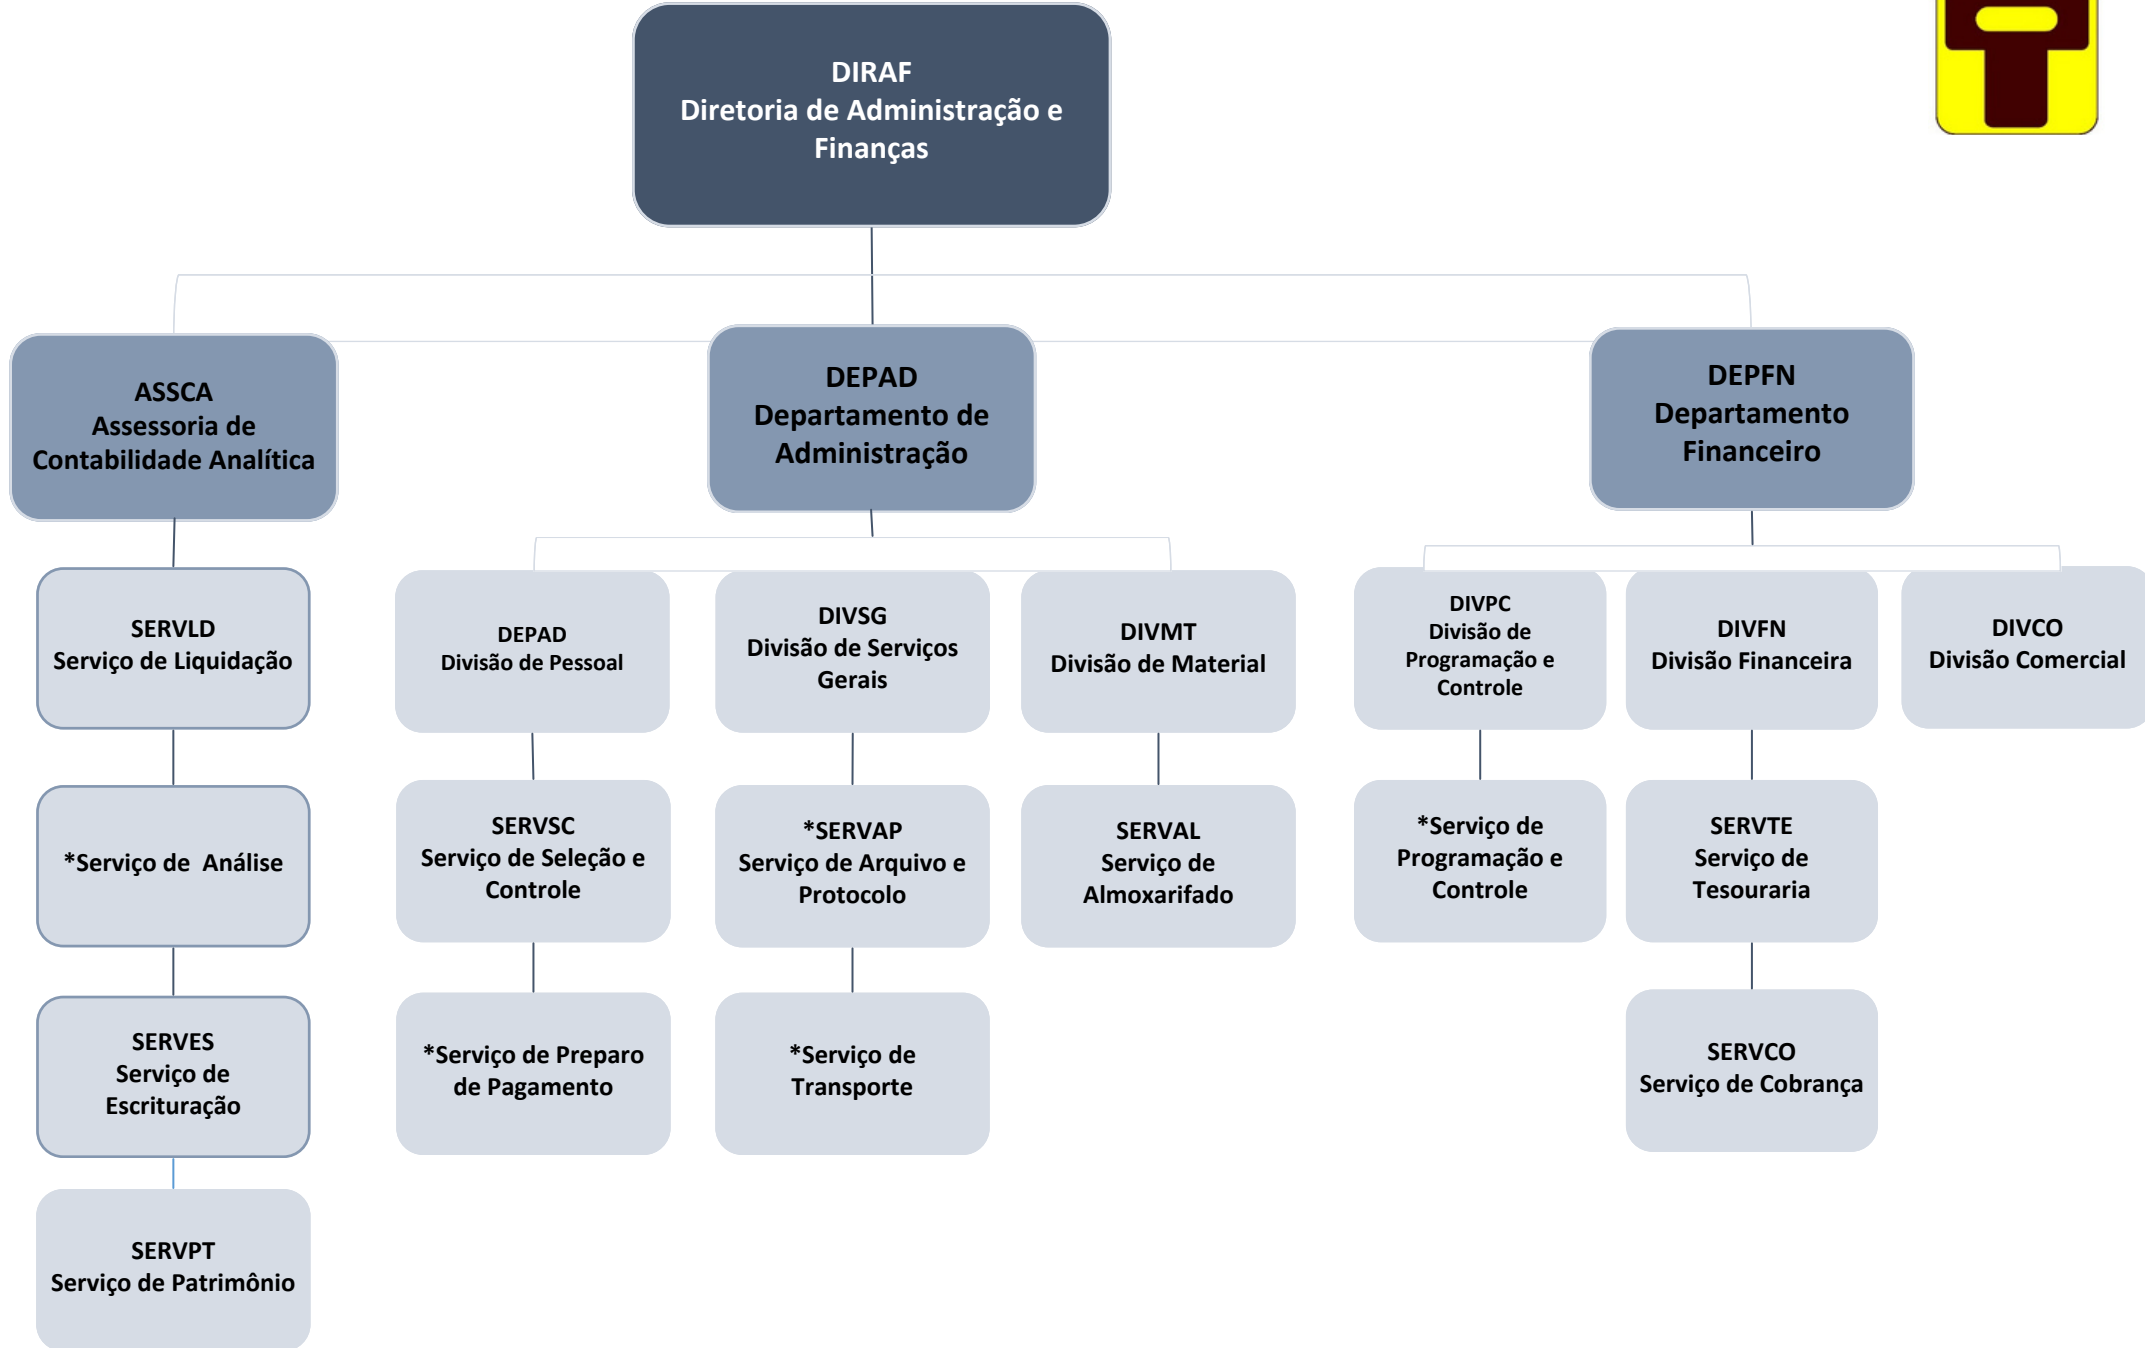 DIRAF
Diretoria de Administração e
Finanças
ASSCA
Assessoria de
Contabilidade Analítica
DEPAD
Departamento de
Administração
DEPFN
Departamento
Financeiro
SERVLD
Serviço de Liquidação
DEPAD
Divisão de Pessoal
DIVSG
Divisão de Serviços
Gerais
DIVMT
Divisão de Material
DIVPC
Divisão de
Programação e
Controle
DIVFN
Divisão Financeira
DIVCO
Divisão Comercial
*Serviço de  Análise
SERVSC
Serviço de Seleção e
Controle
*SERVAP
Serviço de Arquivo e
Protocolo
SERVAL
Serviço de
Almoxarifado
*Serviço de
Programação e
Controle
SERVTE
Serviço de
Tesouraria
SERVES
Serviço de
Escrituração
*Serviço de Preparo
de Pagamento
*Serviço de
Transporte
SERVCO
Serviço de Cobrança
SERVPT
Serviço de Patrimônio